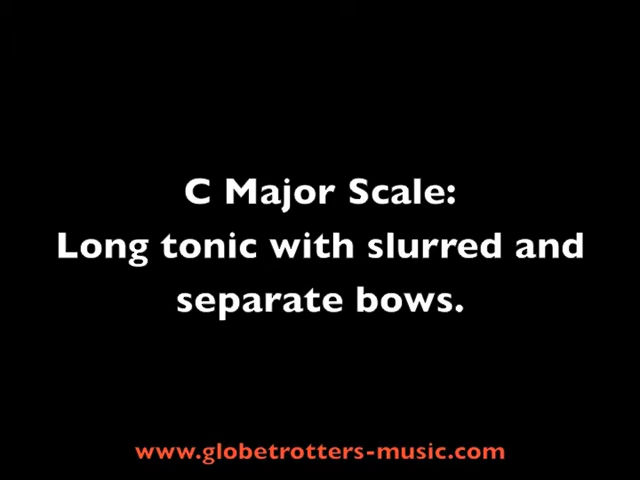 C Major Scale:
Long tonic with slurred and
separate bows.
www.globetrotters-music.com